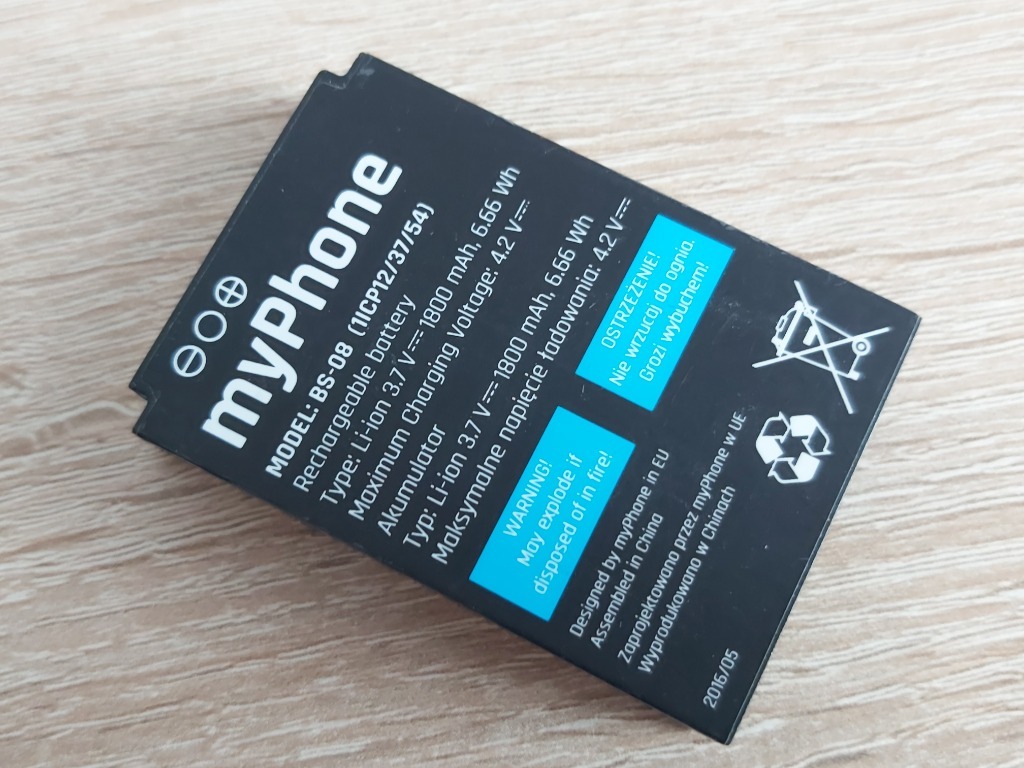 myPhone
MODEL: BS-08 (1ICP12/37/54)
Rechargeable battery
Type: Li-ion 3.7 V⎓1800 mAh, 6.66 Wh
Maximum Charging Voltage: 4.2 V⎓
Akumulator
Typ: Li-ion 3.7 V⎓1800 mAh, 6.66 Wh
Maksymalne napięcie ładowania: 4.2 V⎓
WARNING!
May explode if
disposed of in fire!
OSTRZEŻENIE!
Nie wrzucaj do ognia.
Grozi wybuchem!
Designed by myPhone in EU
Assembled in China
Zaprojektowano przez myPhone w UE
Wyprodukowano w Chinach
2016/05